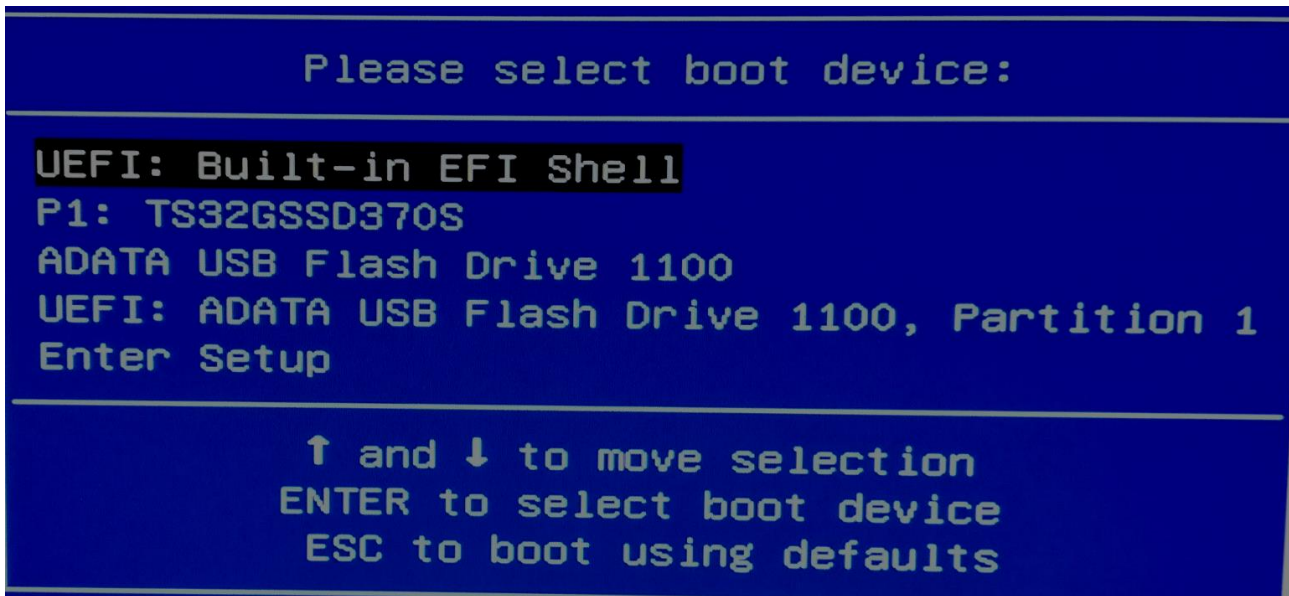 Please select boot device:
UEFI: Built-in EFI Shell
P1: TS32GSSD370S
ADATA USB Flash Drive 1100
UEFI: ADATA USB Flash Drive 1100, Partition 1
Enter Setup
↑ and ↓ to move selection
ENTER to select boot device
ESC to boot using defaults